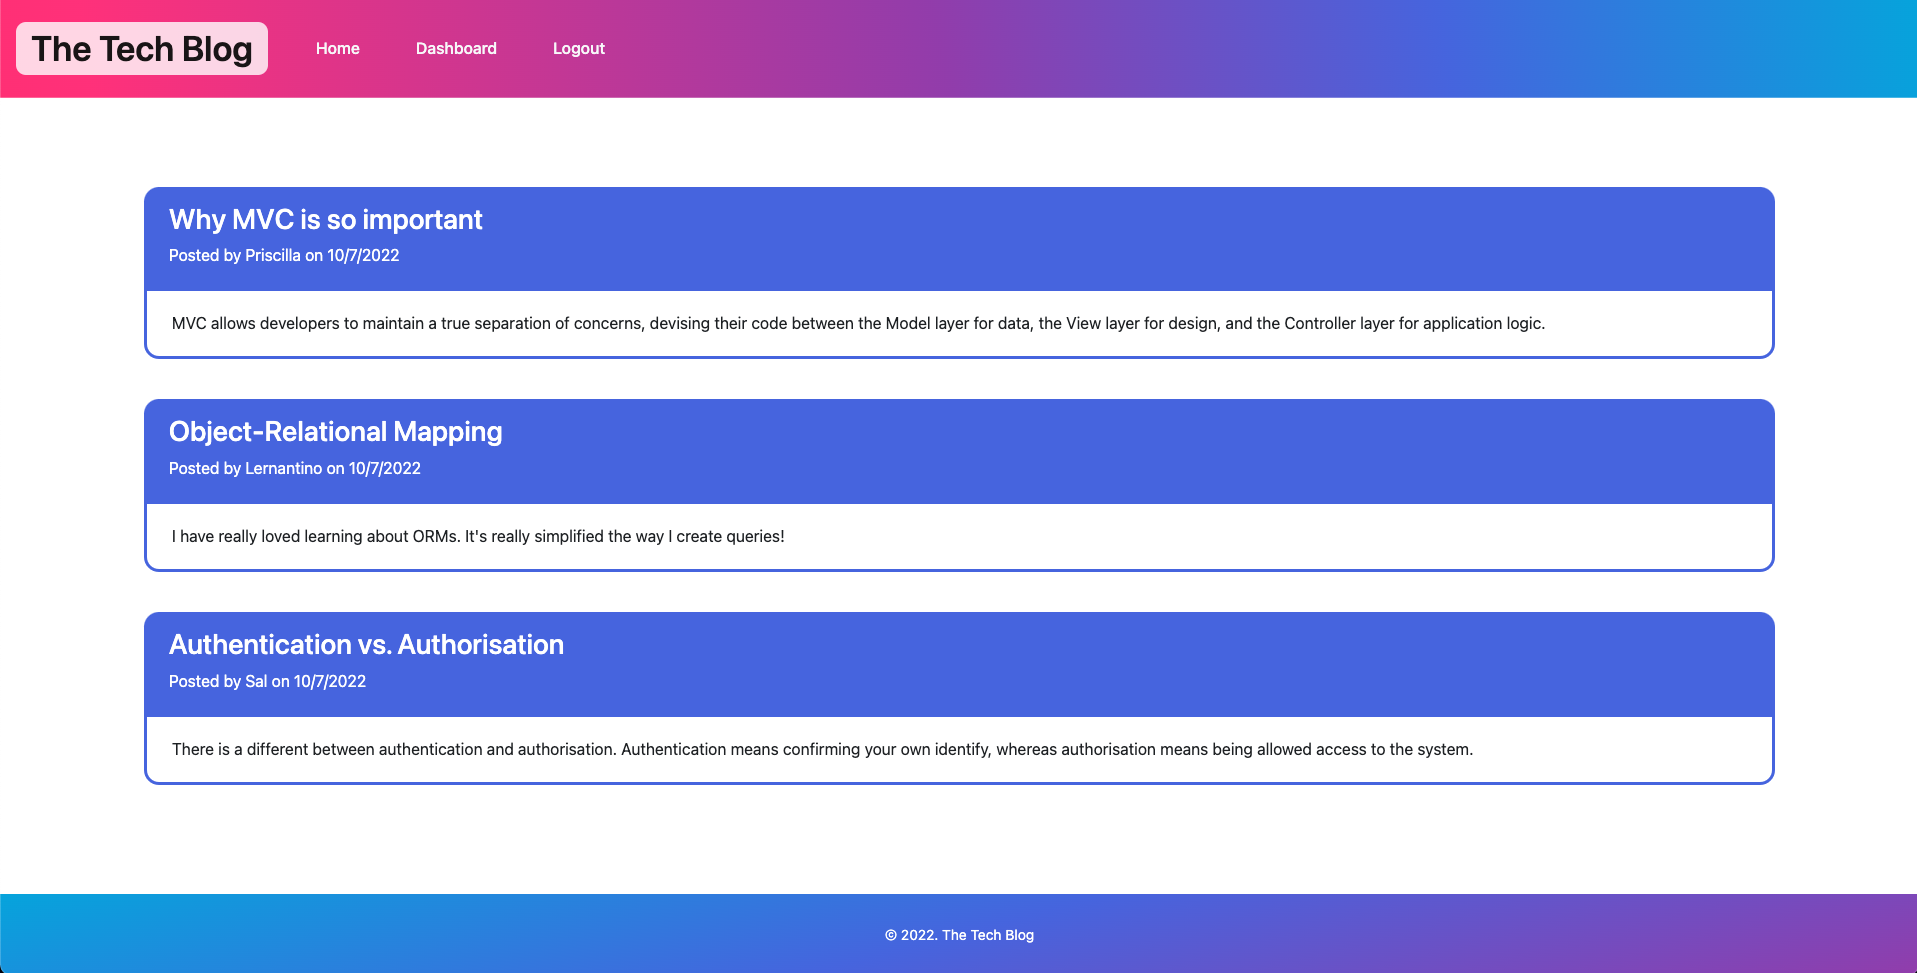 The Tech Blog
Home Dashboard Logout
Why MVC is so important
Posted by Priscilla on 10/7/2022
MVC allows developers to maintain a true separation of concerns, devising their code between the Model layer for data, the View layer for design, and the Controller layer for application logic.
Object-Relational Mapping
Posted by Lernantino on 10/7/2022
I have really loved learning about ORMs. It's really simplified the way I create queries!
Authentication vs. Authorisation
Posted by Sal on 10/7/2022
There is a different between authentication and authorisation. Authentication means confirming your own identify, whereas authorisation means being allowed access to the system.
© 2022. The Tech Blog